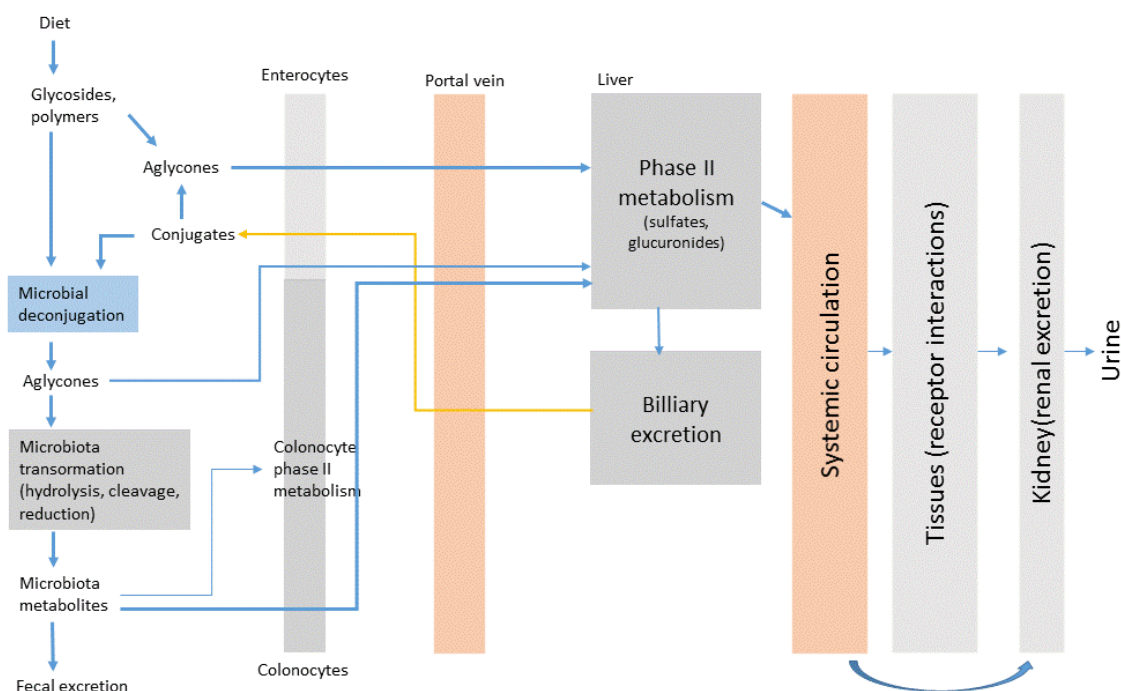 Diet
Enterocytes
Portal vein
Liver
Glycosides,
polymers
Aglycones
Phase II
metabolism
(sulfates,
glucuronides)
Conjugates
Microbial
deconjugation
Aglycones
Billiary
excretion
Microbiota
transormation
(hydrolysis, cleavage,
reduction)
Colonocyte
phase II
metabolism
Microbiota
metabolites
Fecal excretion
Colonocytes
Systemic circulation
Tissues (receptor interactions)
Kidney(renal excretion)
Urine